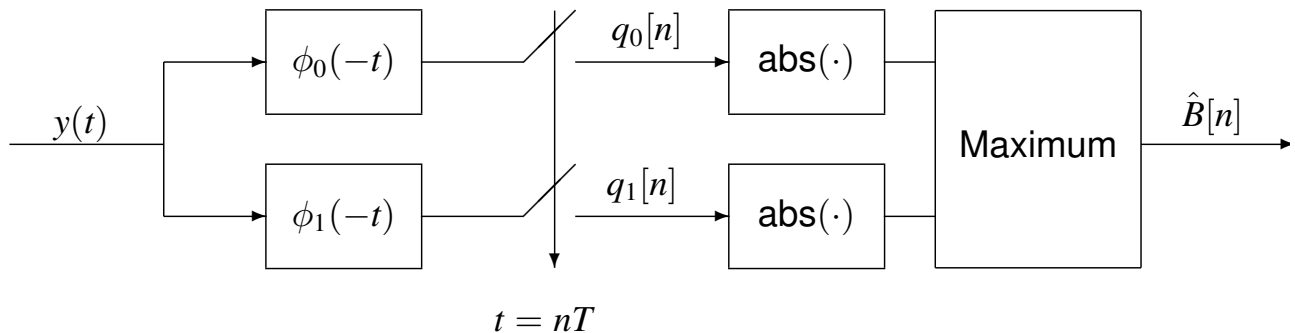 q₀[n]
ϕ₀(−t)
abs(·)
y(t)
Maximum
B̂[n]
q₁[n]
ϕ₁(−t)
abs(·)
t = nT